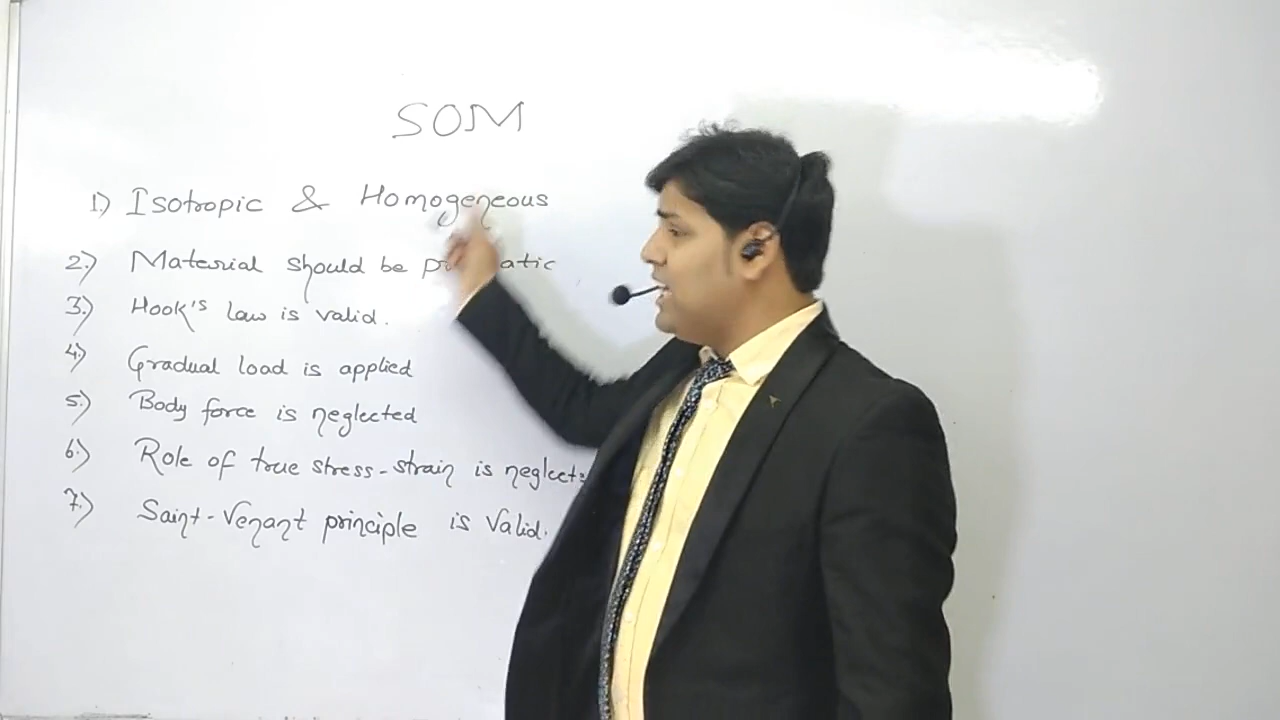 SOM
1) Isotropic & Homogeneous
2.) Material should be
3.) Hook's law is valid.
4.) Gradual load is applied
5.) Body force is neglected
6.) Role of true stress-strain is
7.) Saint-Venant principle is valid.